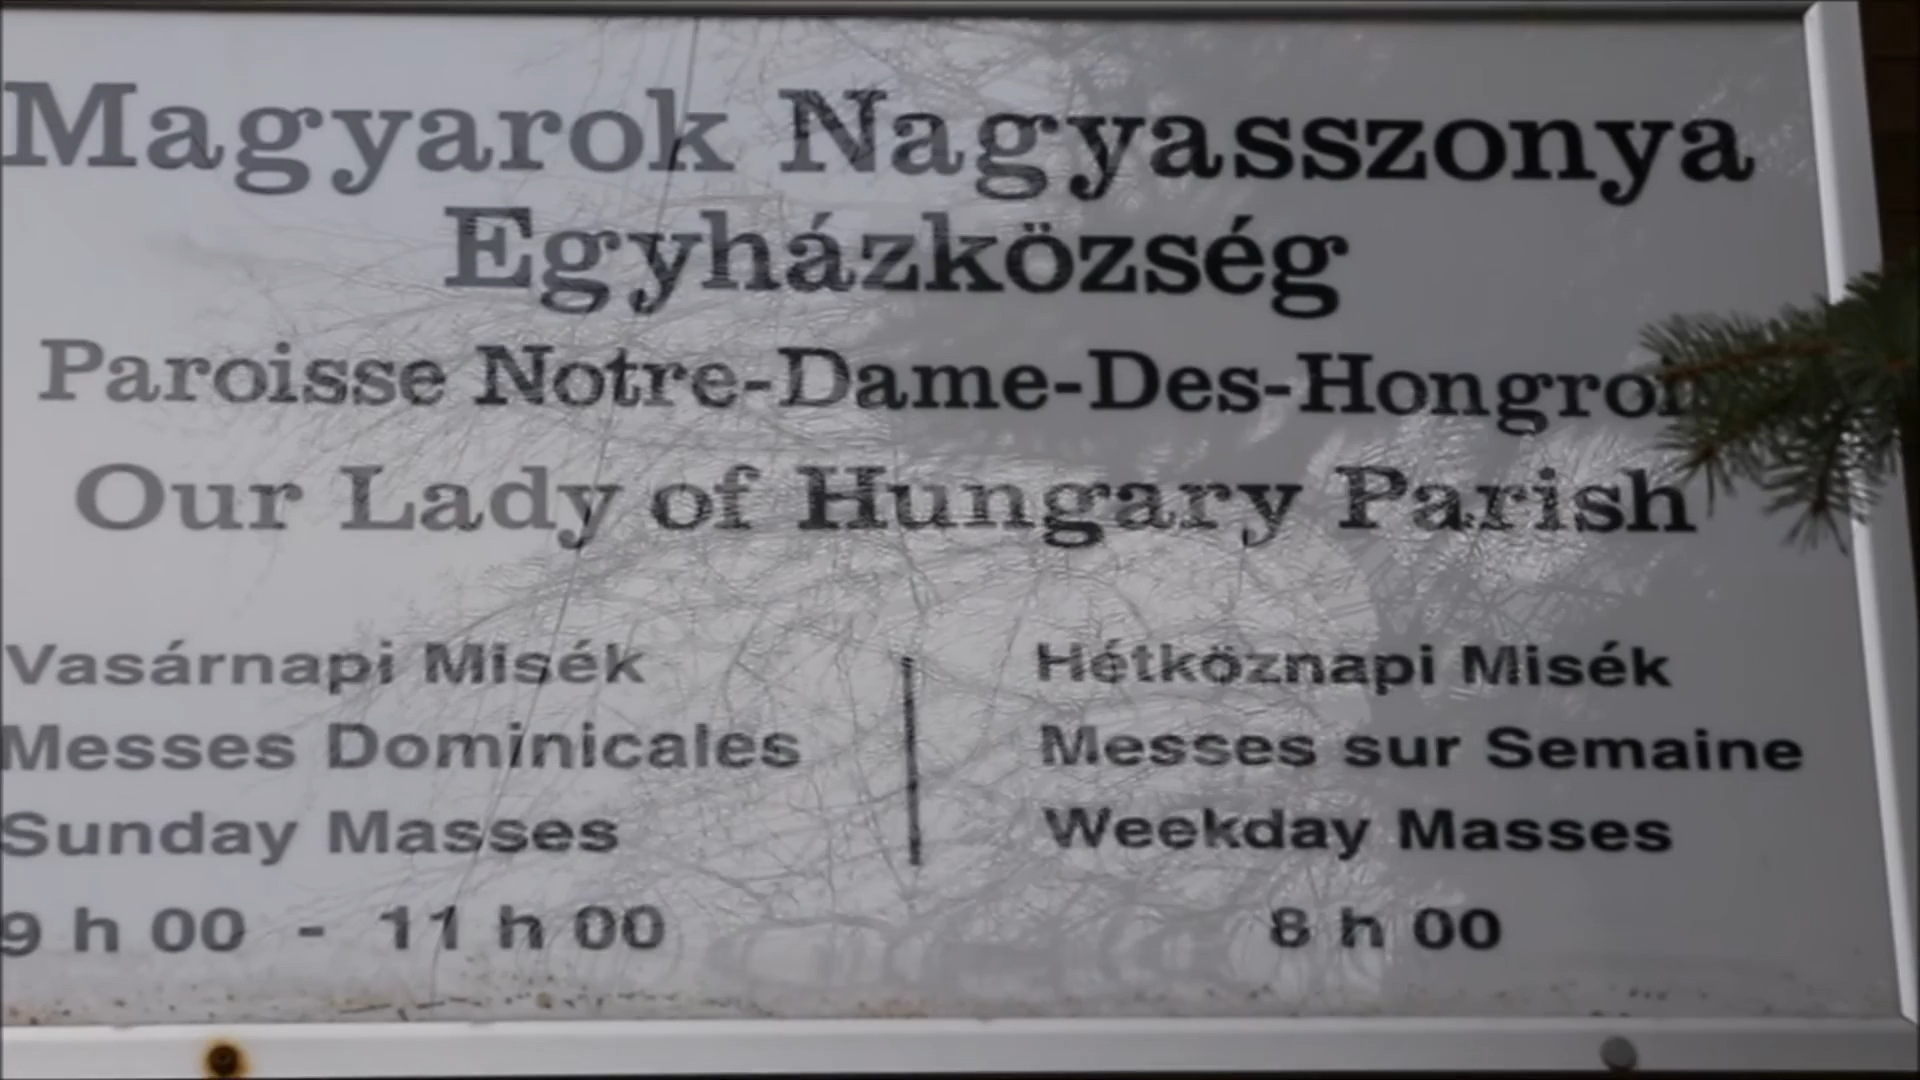 Magyarok Nagyasszonya
Egyházközség
Paroisse Notre-Dame-Des-
Our Lady of Hungary Parish
Vasárnapi Misék
Messes Dominicales
Sunday Masses
9 h 00 - 11 h 00
Hétköznapi Misék
Messes sur Semaine
Weekday Masses
8 h 00